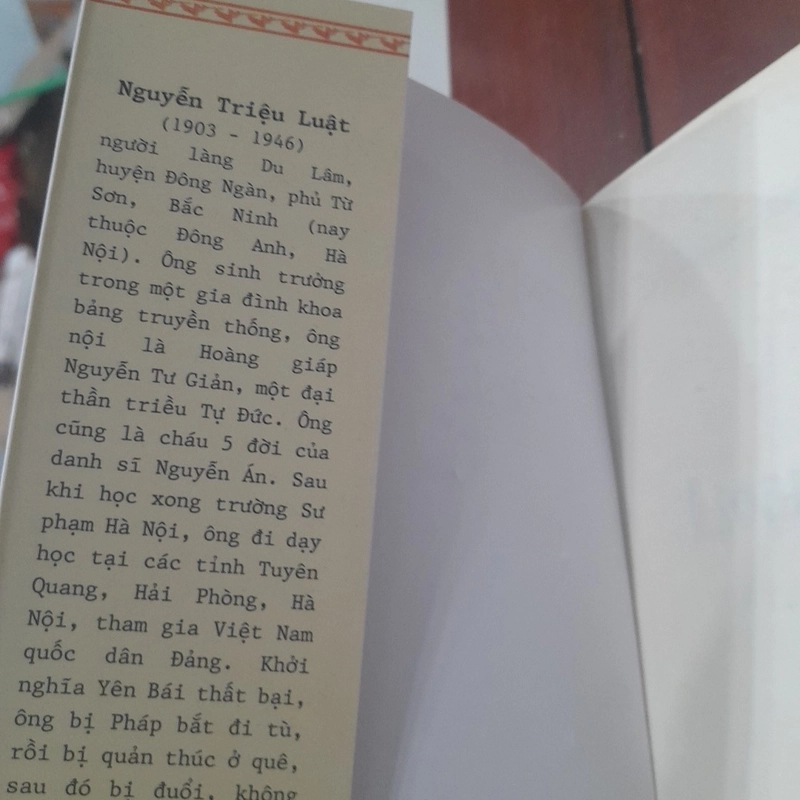 Nguyễn Triệu Luật
(1903 - 1946)
người làng Du Lâm,
huyện Đông Ngàn, phủ Từ
Sơn, Bắc Ninh (nay
thuộc Đông Anh, Hà
Nội). Ông sinh trưởng
trong một gia đình khoa
bảng truyền thống, ông
nội là Hoàng giáp
Nguyễn Tư Giản, một đại
thần triều Tự Đức. Ông
cũng là cháu 5 đời của
danh sĩ Nguyễn Án. Sau
khi học xong trường Sư
phạm Hà Nội, ông đi dạy
học tại các tỉnh Tuyên
Quang, Hải Phòng, Hà
Nội, tham gia Việt Nam
quốc dân Đảng. Khởi
nghĩa Yên Bái thất bại,
ông bị Pháp bắt đi tù,
rồi bị quản thúc ở quê,
sau đó bị đuổi, không